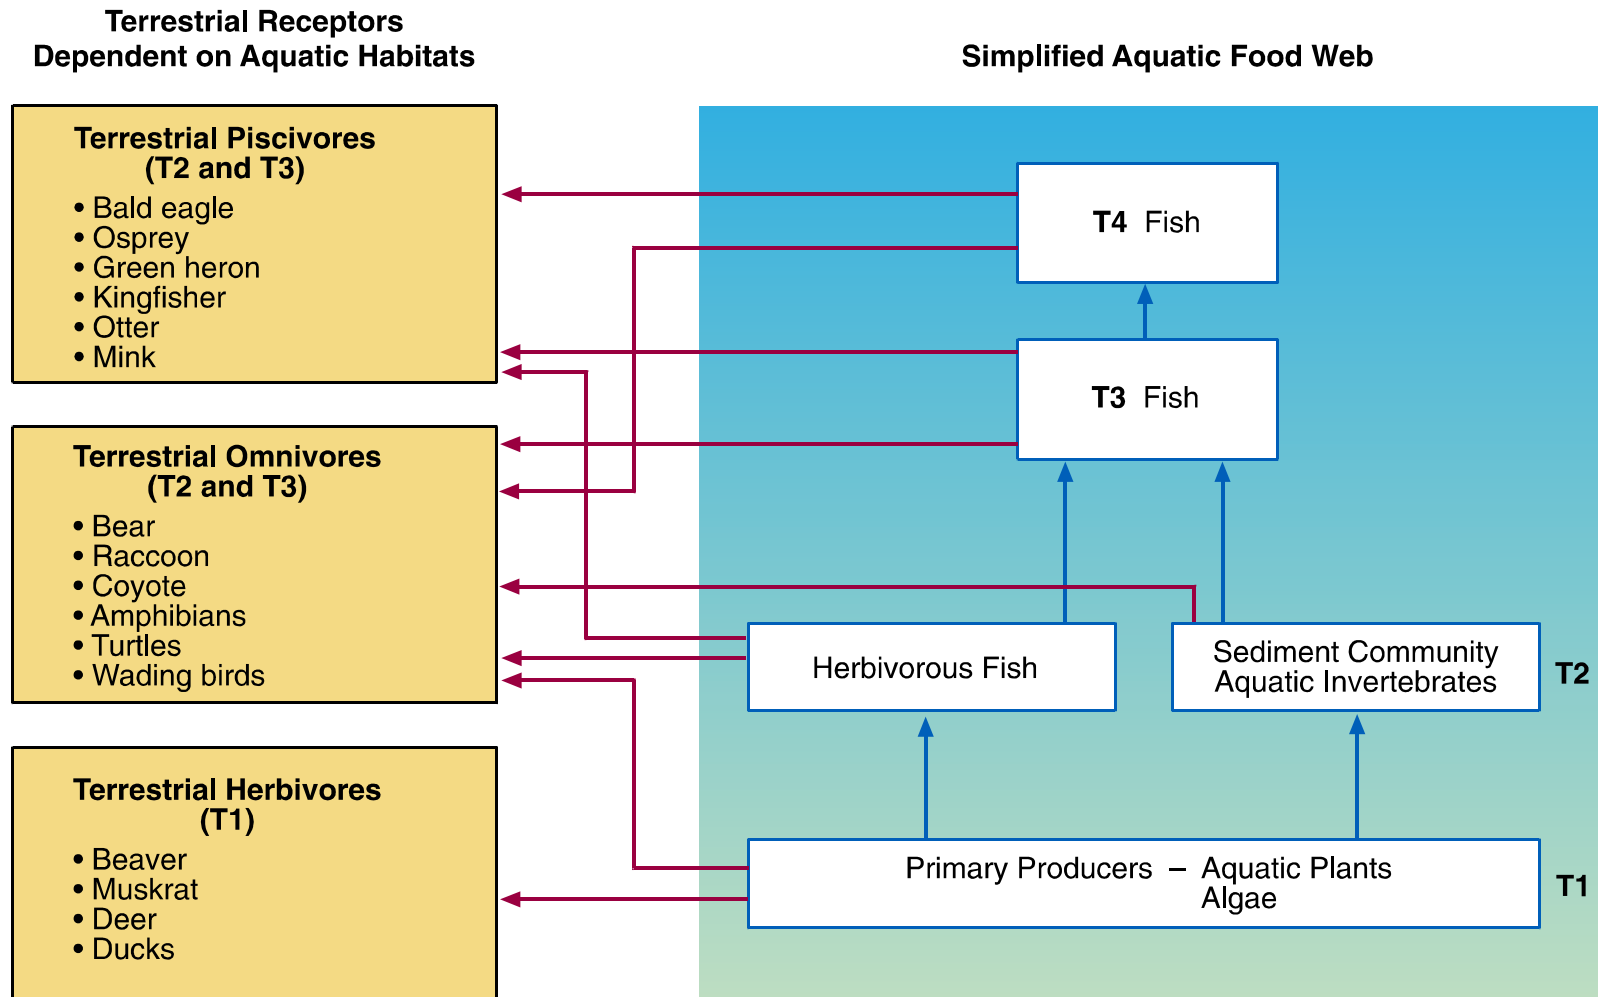 Terrestrial Receptors
Dependent on Aquatic Habitats
Terrestrial Piscivores
(T2 and T3)
• Bald eagle
• Osprey
• Green heron
• Kingfisher
• Otter
• Mink
Terrestrial Omnivores
(T2 and T3)
• Bear
• Raccoon
• Coyote
• Amphibians
• Turtles
• Wading birds
Terrestrial Herbivores
(T1)
• Beaver
• Muskrat
• Deer
• Ducks
Simplified Aquatic Food Web
T4 Fish
T3 Fish
Herbivorous Fish
Sediment Community
Aquatic Invertebrates
T2
Primary Producers – Aquatic Plants
Algae
T1